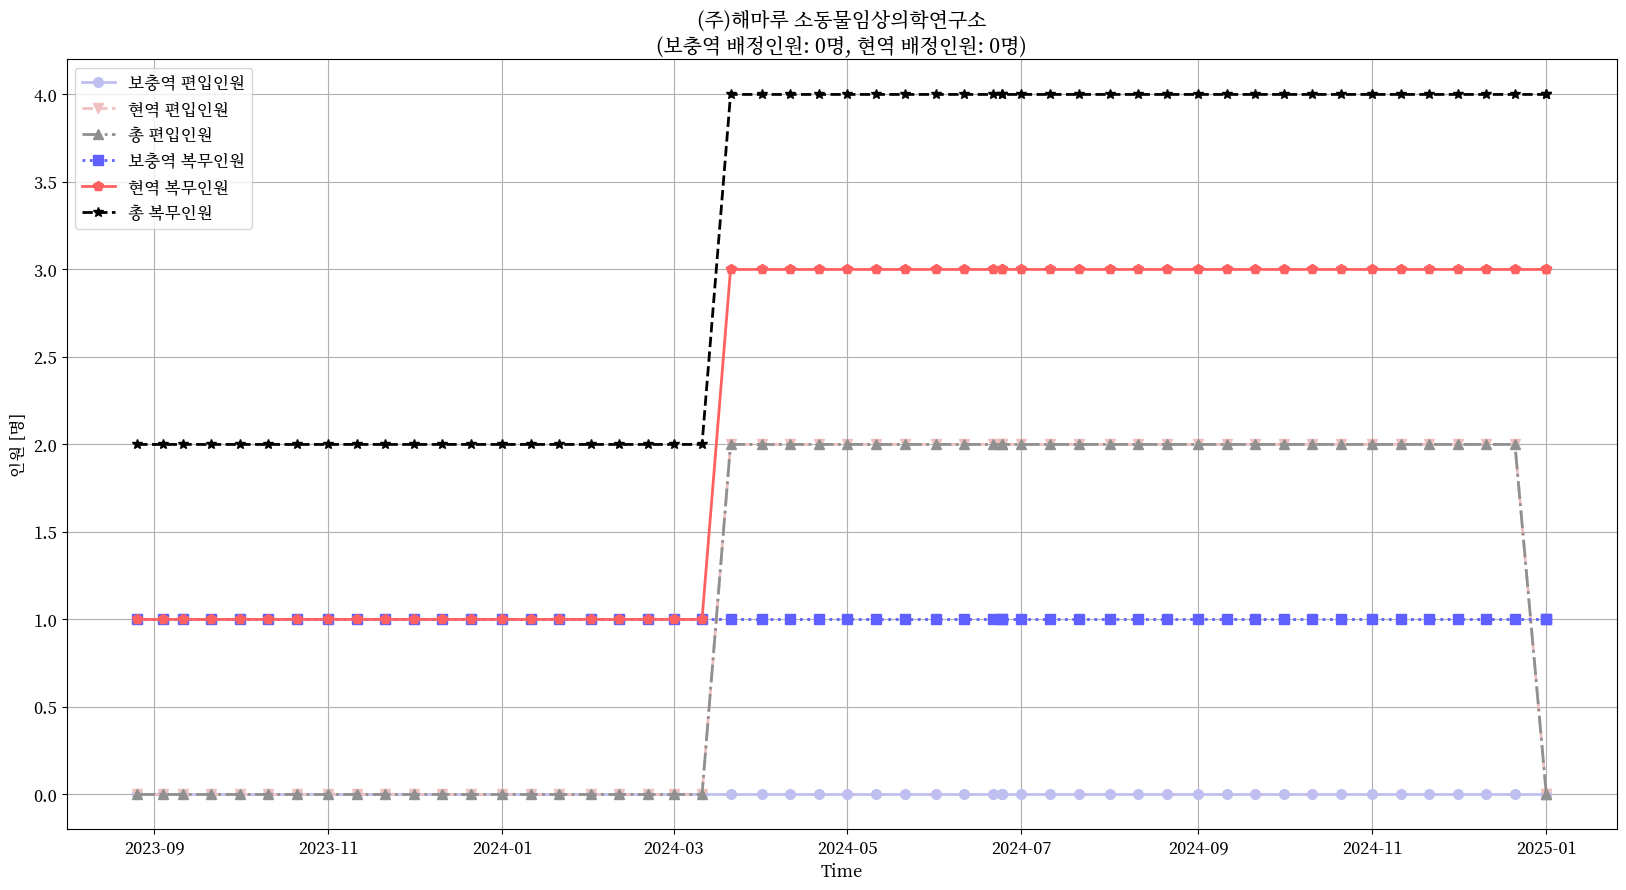 (주)해마루 소동물임상의학연구소
(보충역 배정인원: 0명, 현역 배정인원: 0명)
보충역 편입인원
현역 편입인원
총 편입인원
보충역 복무인원
현역 복무인원
총 복무인원
4.0
3.5
3.0
2.5
2.0
1.5
1.0
0.5
0.0
인원 [명]
2023-09
2023-11
2024-01
2024-03
2024-05
2024-07
2024-09
2024-11
2025-01
Time